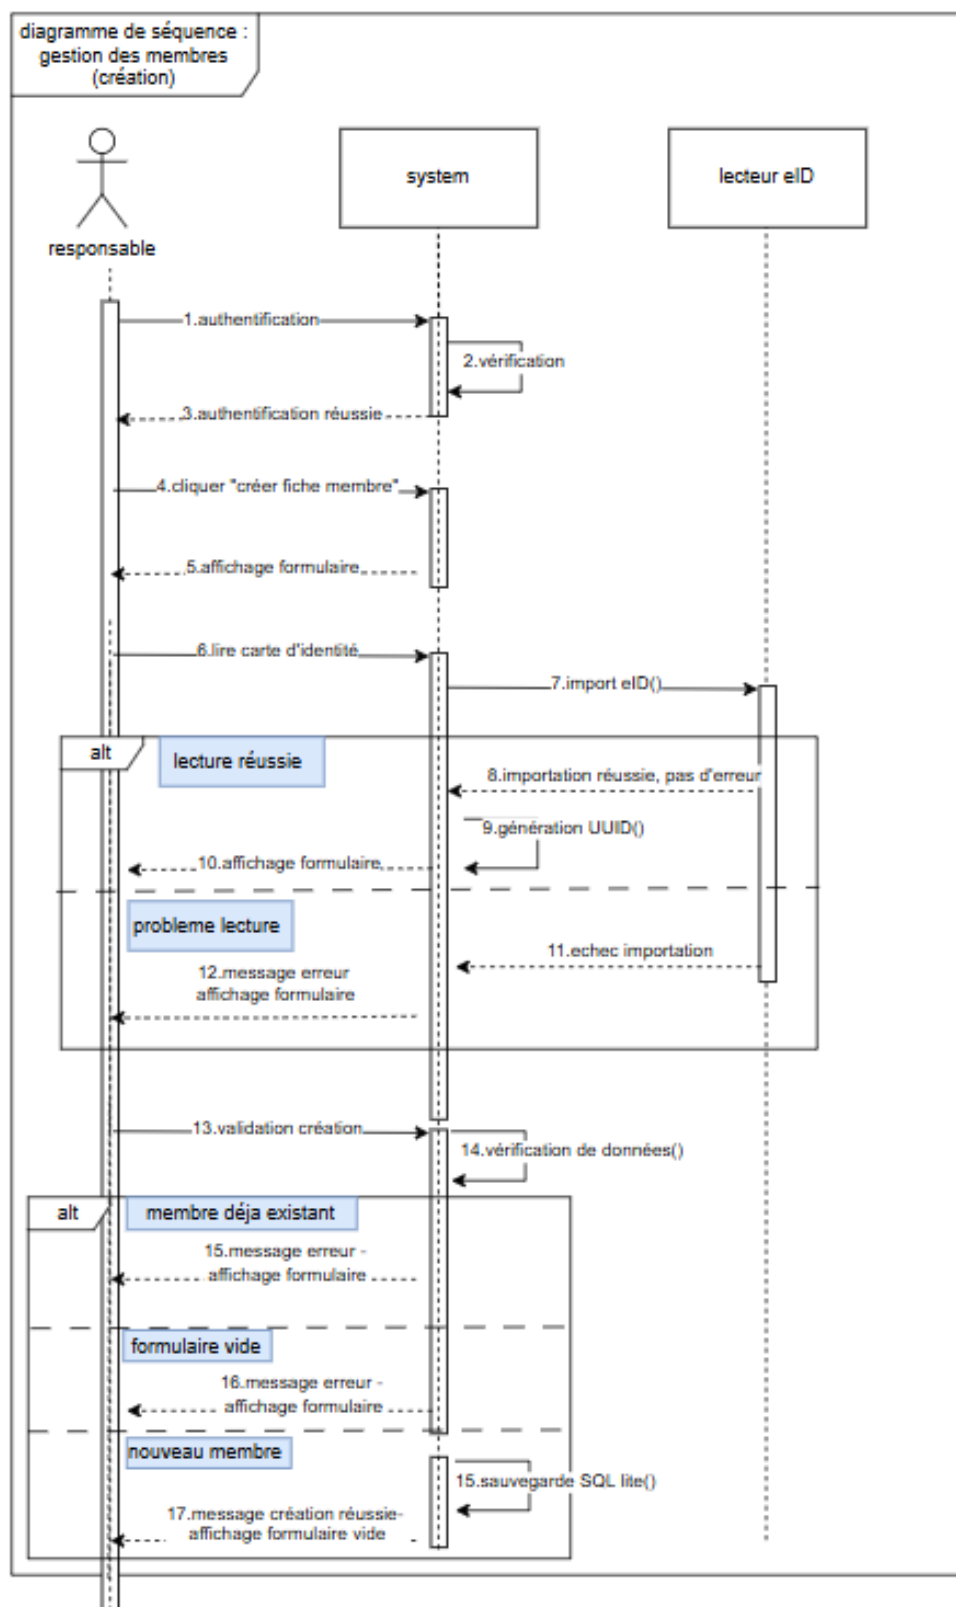 diagramme de séquence :
gestion des membres
(création)
system
lecteur eID
responsable
1.authentification
2.vérification
3.authentification réussie
4.cliquer "créer fiche membre"
5.affichage formulaire
6.lire carte d'identité
7.import eID()
alt
lecture réussie
8.importation réussie, pas d'erreur
9.génération UUID()
10.affichage formulaire
probleme lecture
11.echec importation
12.message erreur
affichage formulaire
13.validation création
14.vérification de données()
alt
membre déja existant
15.message erreur -
affichage formulaire
formulaire vide
16.message erreur -
affichage formulaire
nouveau membre
15.sauvegarde SQL lite()
17.message création réussie-
affichage formulaire vide